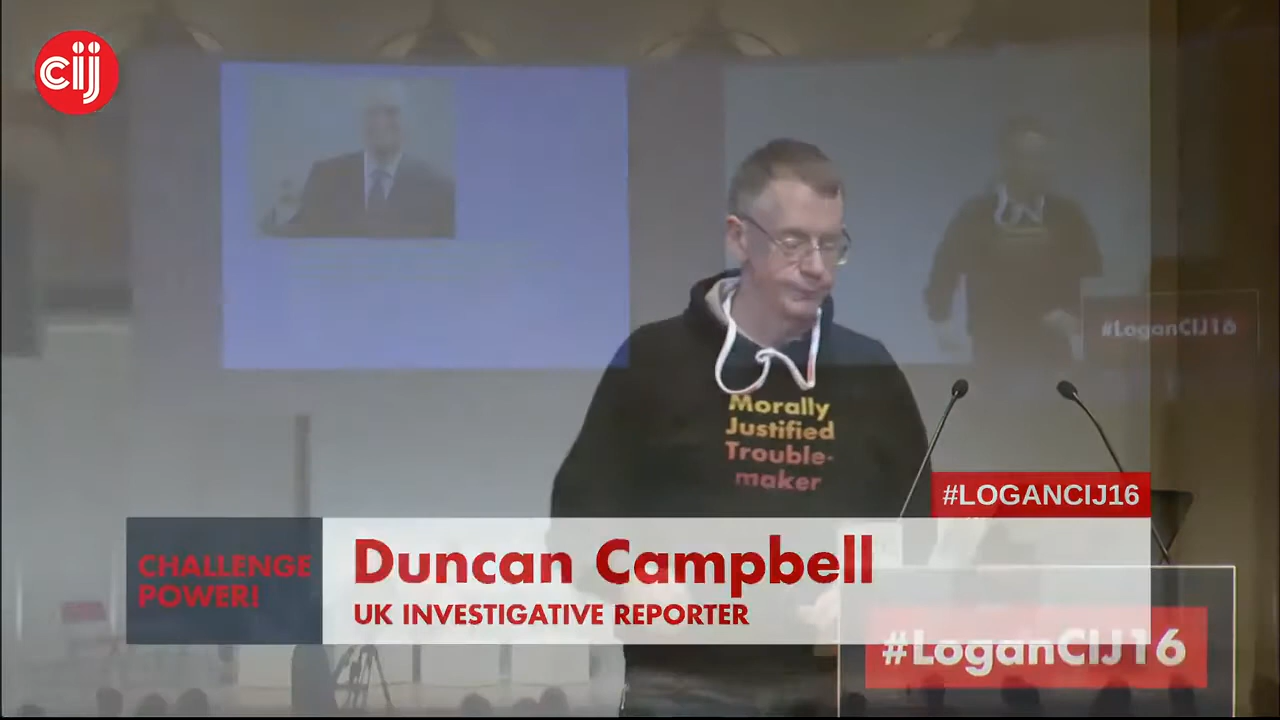 cij
#LoganCIJ16
Morally
Justified
Trouble-
maker
#LOGANCIJ16
CHALLENGE
POWER!
Duncan Campbell
UK INVESTIGATIVE REPORTER
#LoganCIJ16